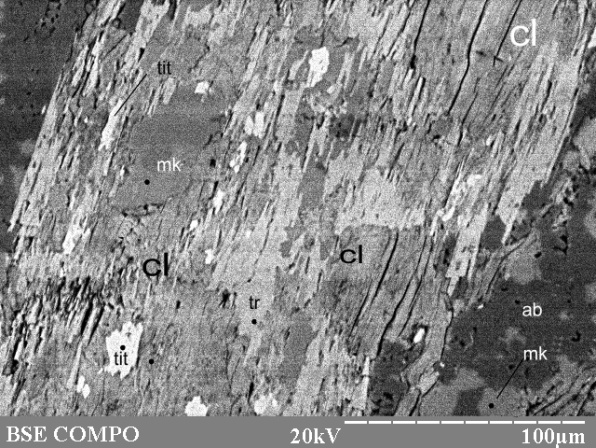 cl
tit
mk
cl
cl
tr
ab
tit
mk
BSE COMPO 20kV 100µm